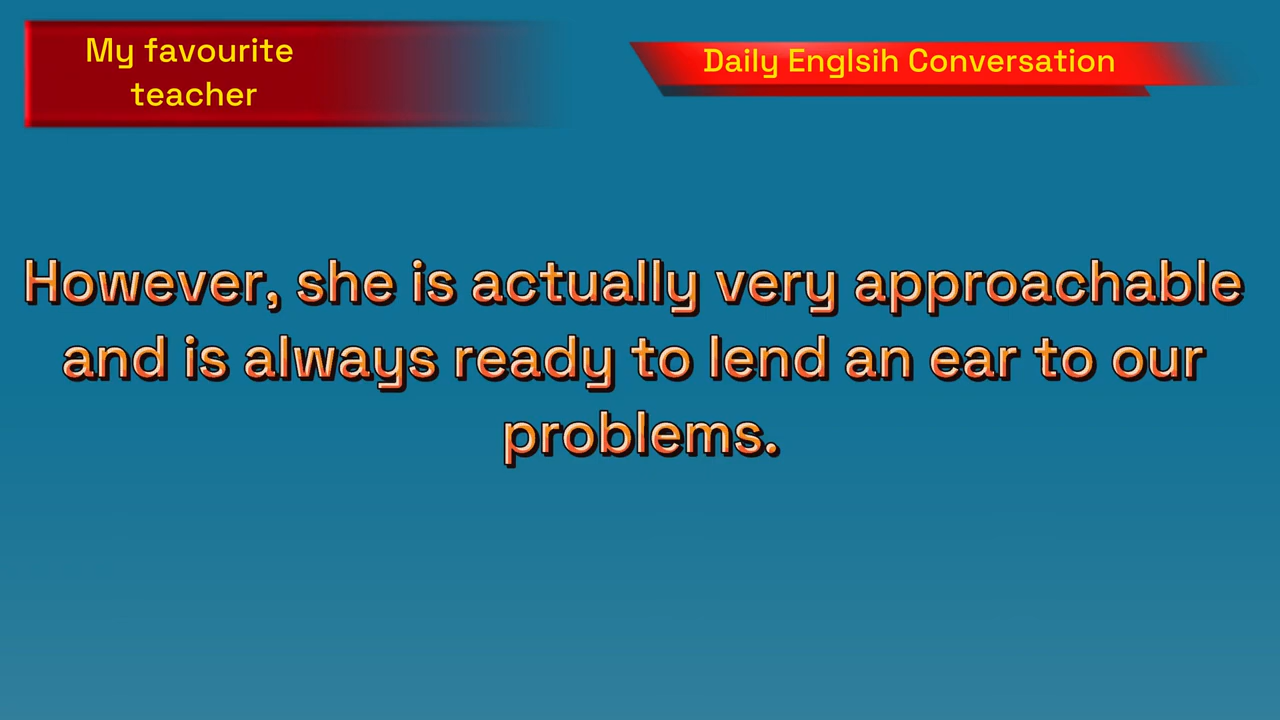 My favourite
teacher
Daily Englsih Conversation
However, she is actually very approachable
and is always ready to lend an ear to our
problems.